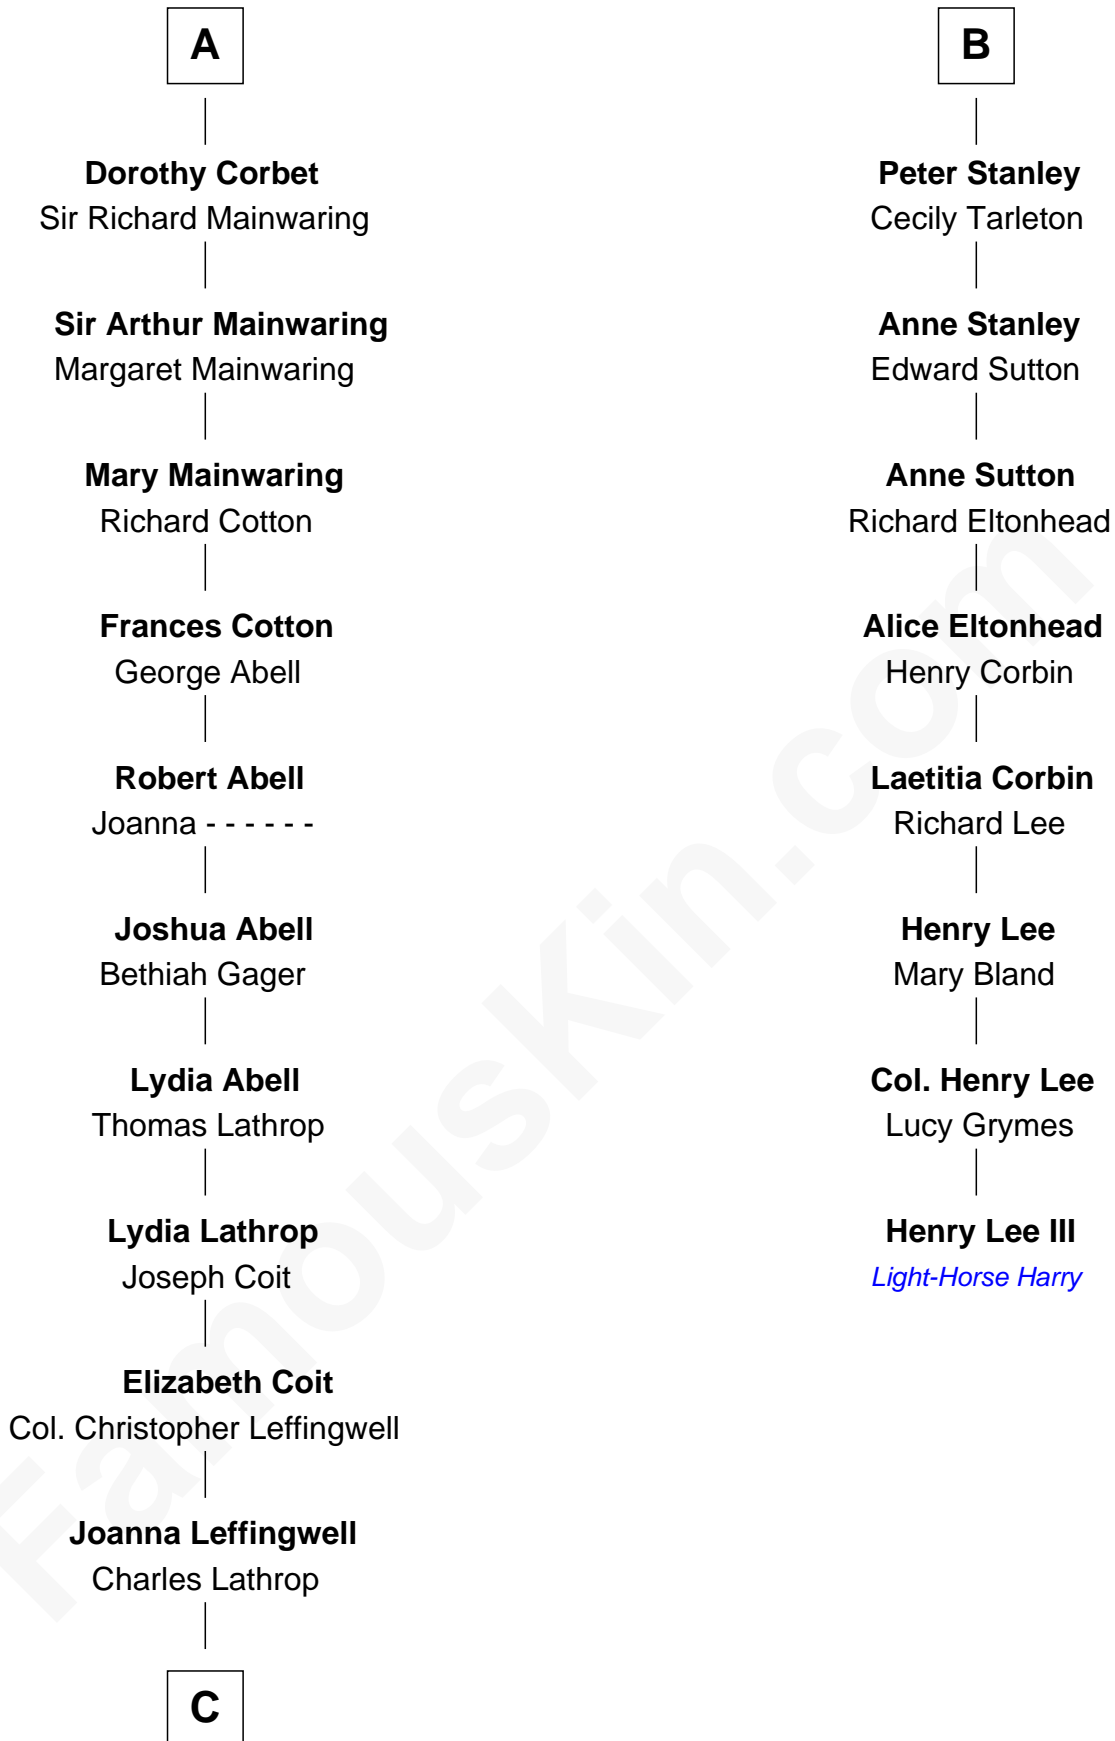 A
Dorothy Corbet
Sir Richard Mainwaring
Sir Arthur Mainwaring
Margaret Mainwaring
Mary Mainwaring
Richard Cotton
Frances Cotton
George Abell
Robert Abell
Joanna - - - - - -
Joshua Abell
Bethiah Gager
Lydia Abell
Thomas Lathrop
Lydia Lathrop
Joseph Coit
Elizabeth Coit
Col. Christopher Leffingwell
Joanna Leffingwell
Charles Lathrop
C
B
Peter Stanley
Cecily Tarleton
Anne Stanley
Edward Sutton
Anne Sutton
Richard Eltonhead
Alice Eltonhead
Henry Corbin
Laetitia Corbin
Richard Lee
Henry Lee
Mary Bland
Col. Henry Lee
Lucy Grymes
Henry Lee III
Light-Horse Harry
FamousKin.com